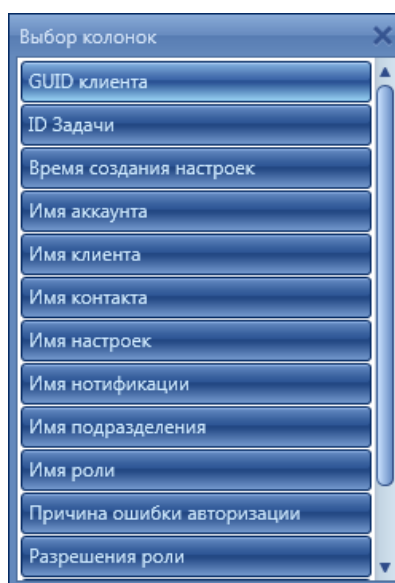 Выбор колонок
GUID клиента
ID Задачи
Время создания настроек
Имя аккаунта
Имя клиента
Имя контакта
Имя настроек
Имя нотификации
Имя подразделения
Имя роли
Причина ошибки авторизации
Разрешения роли